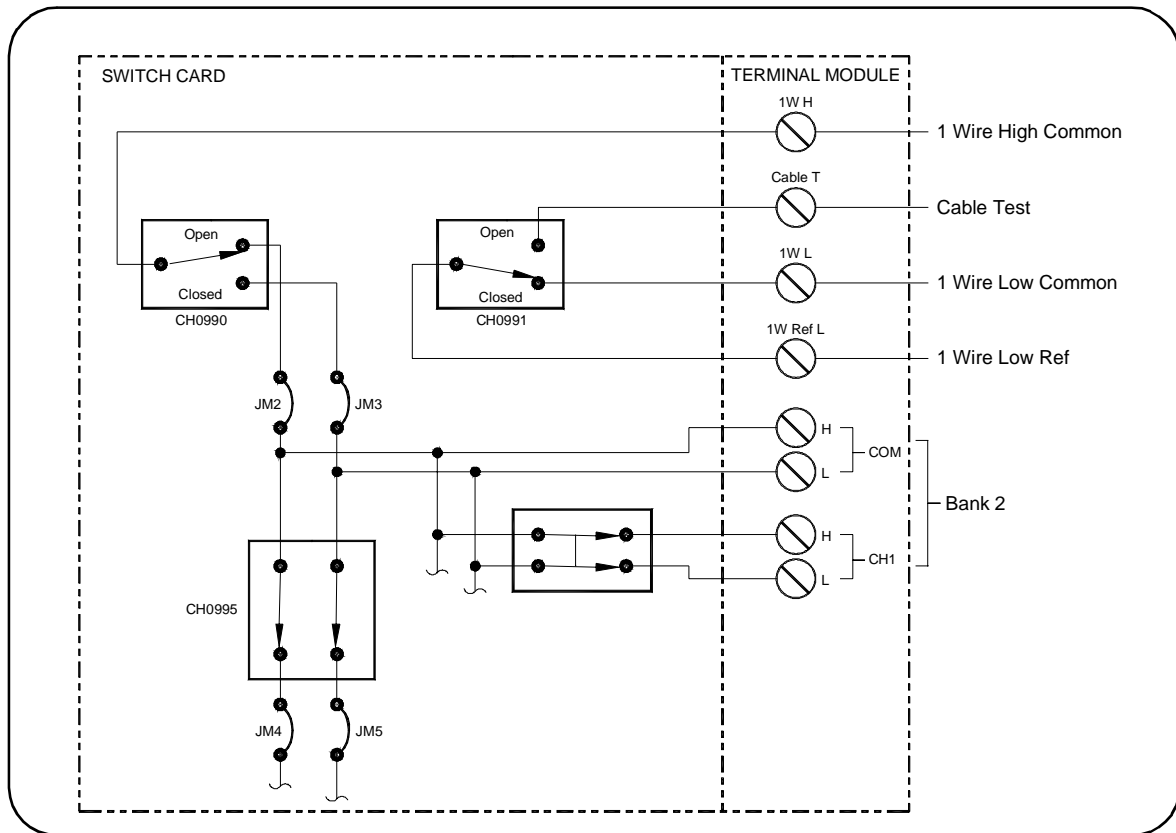 SWITCH CARD
TERMINAL MODULE
1W H
1 Wire High Common
Cable T
Cable Test
Open
Closed
CH0990
Open
Closed
CH0991
1W L
1 Wire Low Common
1W Ref L
1 Wire Low Ref
JM2
JM3
H
L
COM
H
L
CH1
Bank 2
CH0995
JM4
JM5